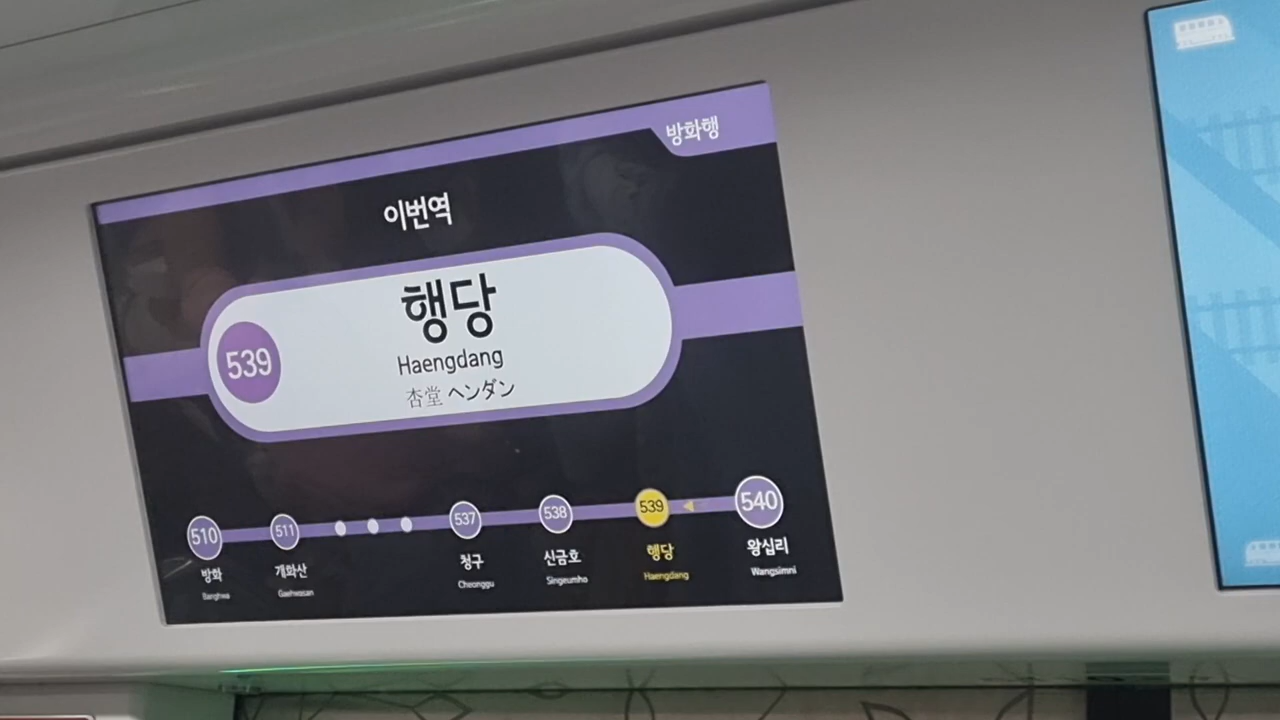 방화행
이번역
539
행당
Haengdang
杏堂 ヘンダン
510 511 537 538 539 540
방화 개화산 청구 신금호 행당 왕십리
Banghwa Gaehwasan Cheonggu Singeumho Haengdang Wangsimni